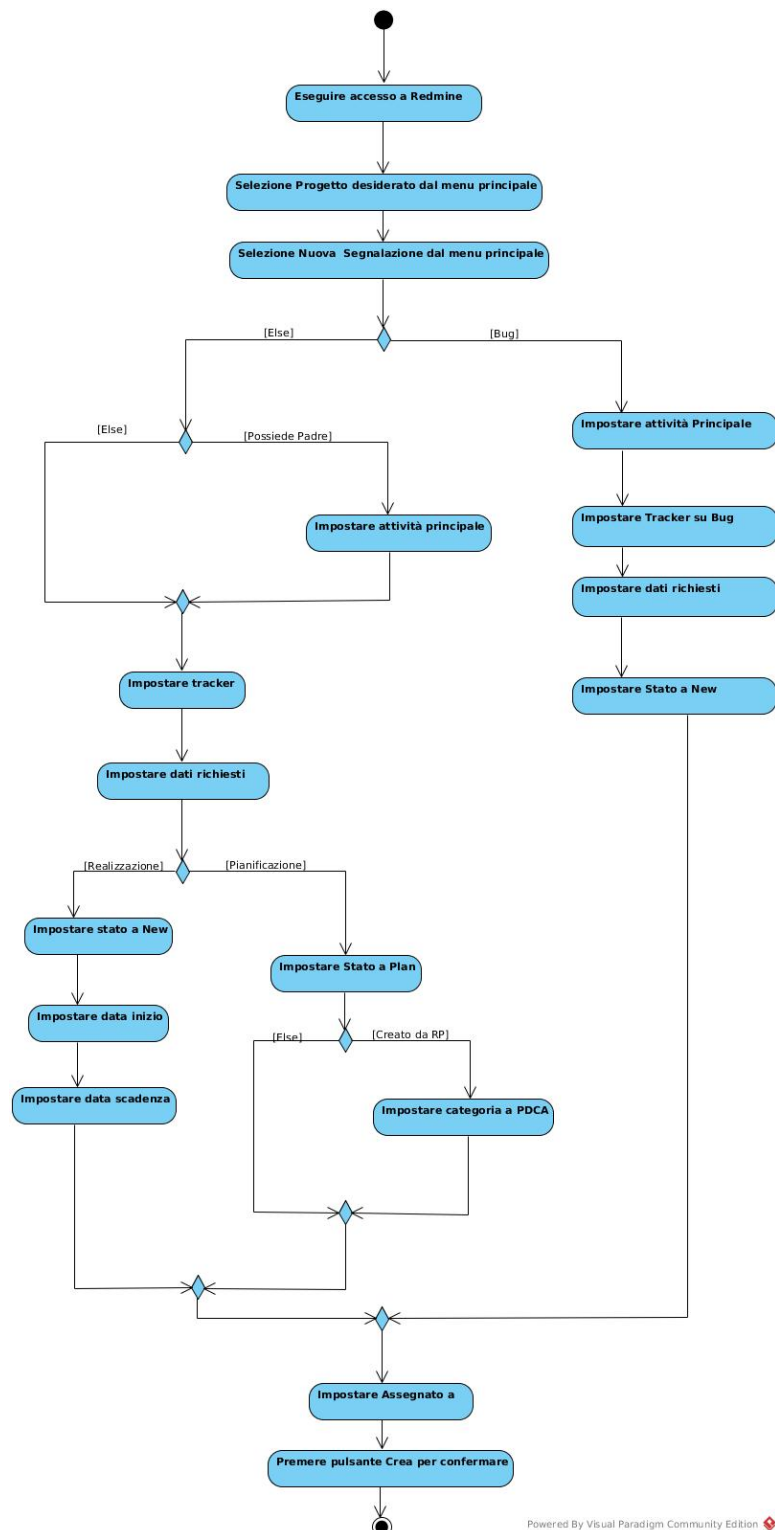 Eseguire accesso a Redmine
Selezione Progetto desiderato dal menu principale
Selezione Nuova  Segnalazione dal menu principale
[Else]
[Bug]
Impostare attività Principale
[Else]
[Possiede Padre]
Impostare Tracker su Bug
Impostare attività principale
Impostare dati richiesti
Impostare tracker
Impostare Stato a New
Impostare dati richiesti
[Realizzazione]
[Pianificazione]
Impostare stato a New
Impostare Stato a Plan
Impostare data inizio
[Else]
[Creato da RP]
Impostare data scadenza
Impostare categoria a PDCA
Impostare Assegnato a
Premere pulsante Crea per confermare
Powered By Visual Paradigm Community Edition